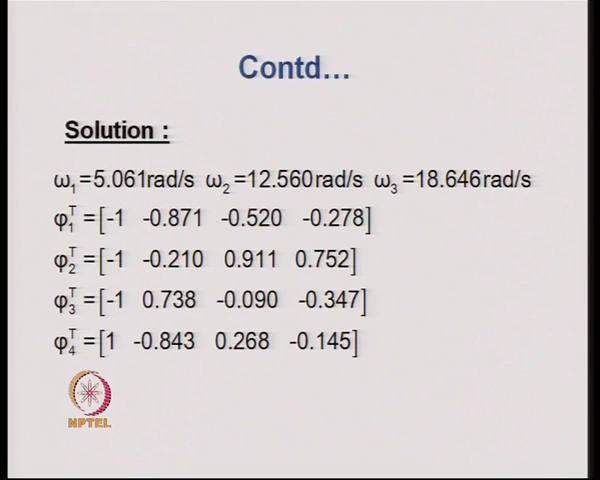 Contd...
Solution :
ω₁ =5.061rad/s ω₂ =12.560rad/s ω₃ =18.646rad/s
φ₁ᵀ =[-1 -0.871 -0.520 -0.278]
φ₂ᵀ =[-1 -0.210 0.911 0.752]
φ₃ᵀ =[-1 0.738 -0.090 -0.347]
φ₄ᵀ =[1 -0.843 0.268 -0.145]
NPTEL